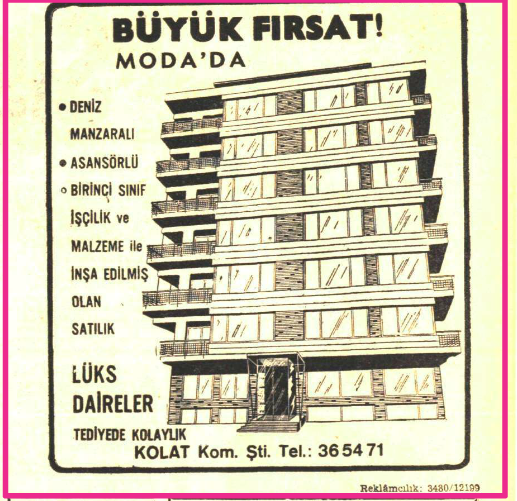 BÜYÜK FIRSAT!
MODA'DA
• DENİZ
MANZARALI
• ASANSÖRLÜ
• BİRİNÇİ SINIF
İŞÇİLİK ve
MALZEME ile
İNŞA EDİLMİŞ
OLAN
SATILIK
LÜKS
DAİRELER
TEDİYEDE KOLAYLIK
KOLAT Kom. Şti. Tel.: 36 54 71
Reklâmcılık: 3480/12199